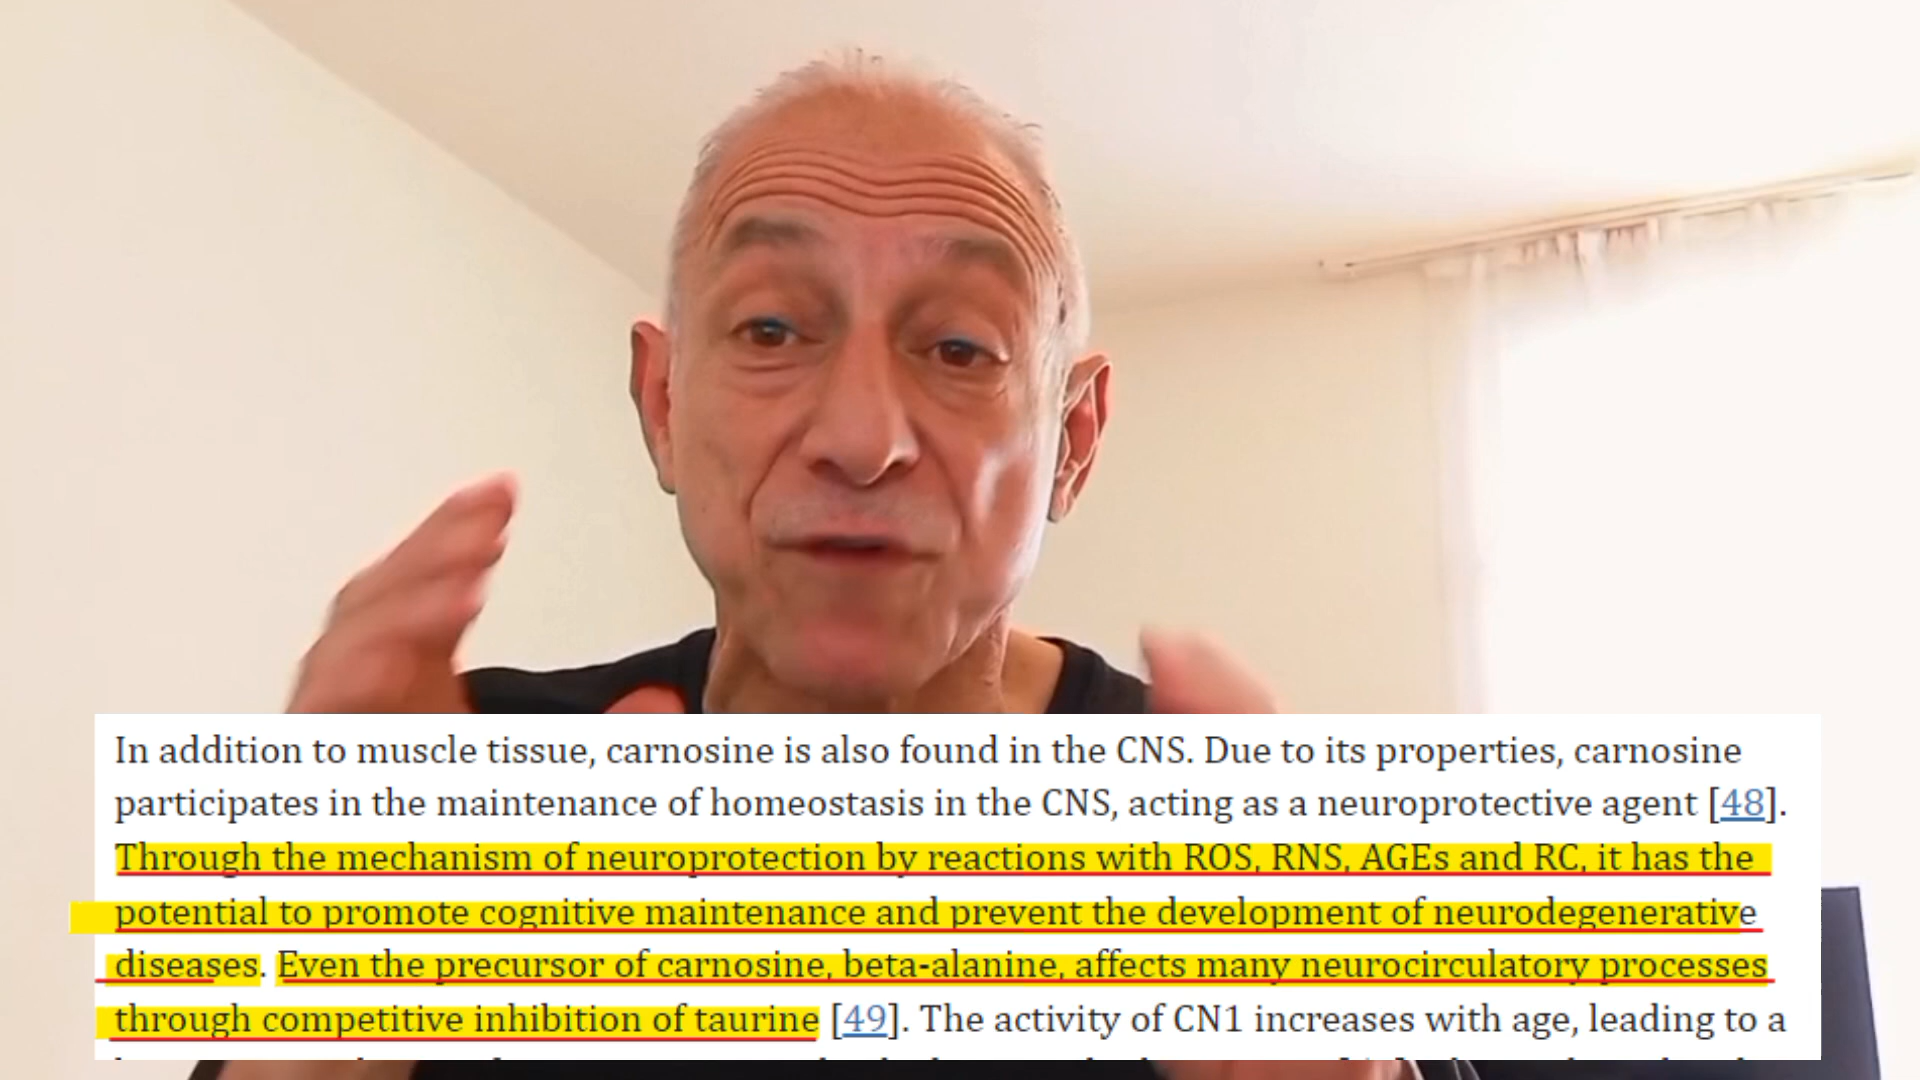 In addition to muscle tissue, carnosine is also found in the CNS. Due to its properties, carnosine
participates in the maintenance of homeostasis in the CNS, acting as a neuroprotective agent [48].
Through the mechanism of neuroprotection by reactions with ROS, RNS, AGEs and RC, it has the
potential to promote cognitive maintenance and prevent the development of neurodegenerative
diseases. Even the precursor of carnosine, beta-alanine, affects many neurocirculatory processes
through competitive inhibition of taurine [49]. The activity of CN1 increases with age, leading to a